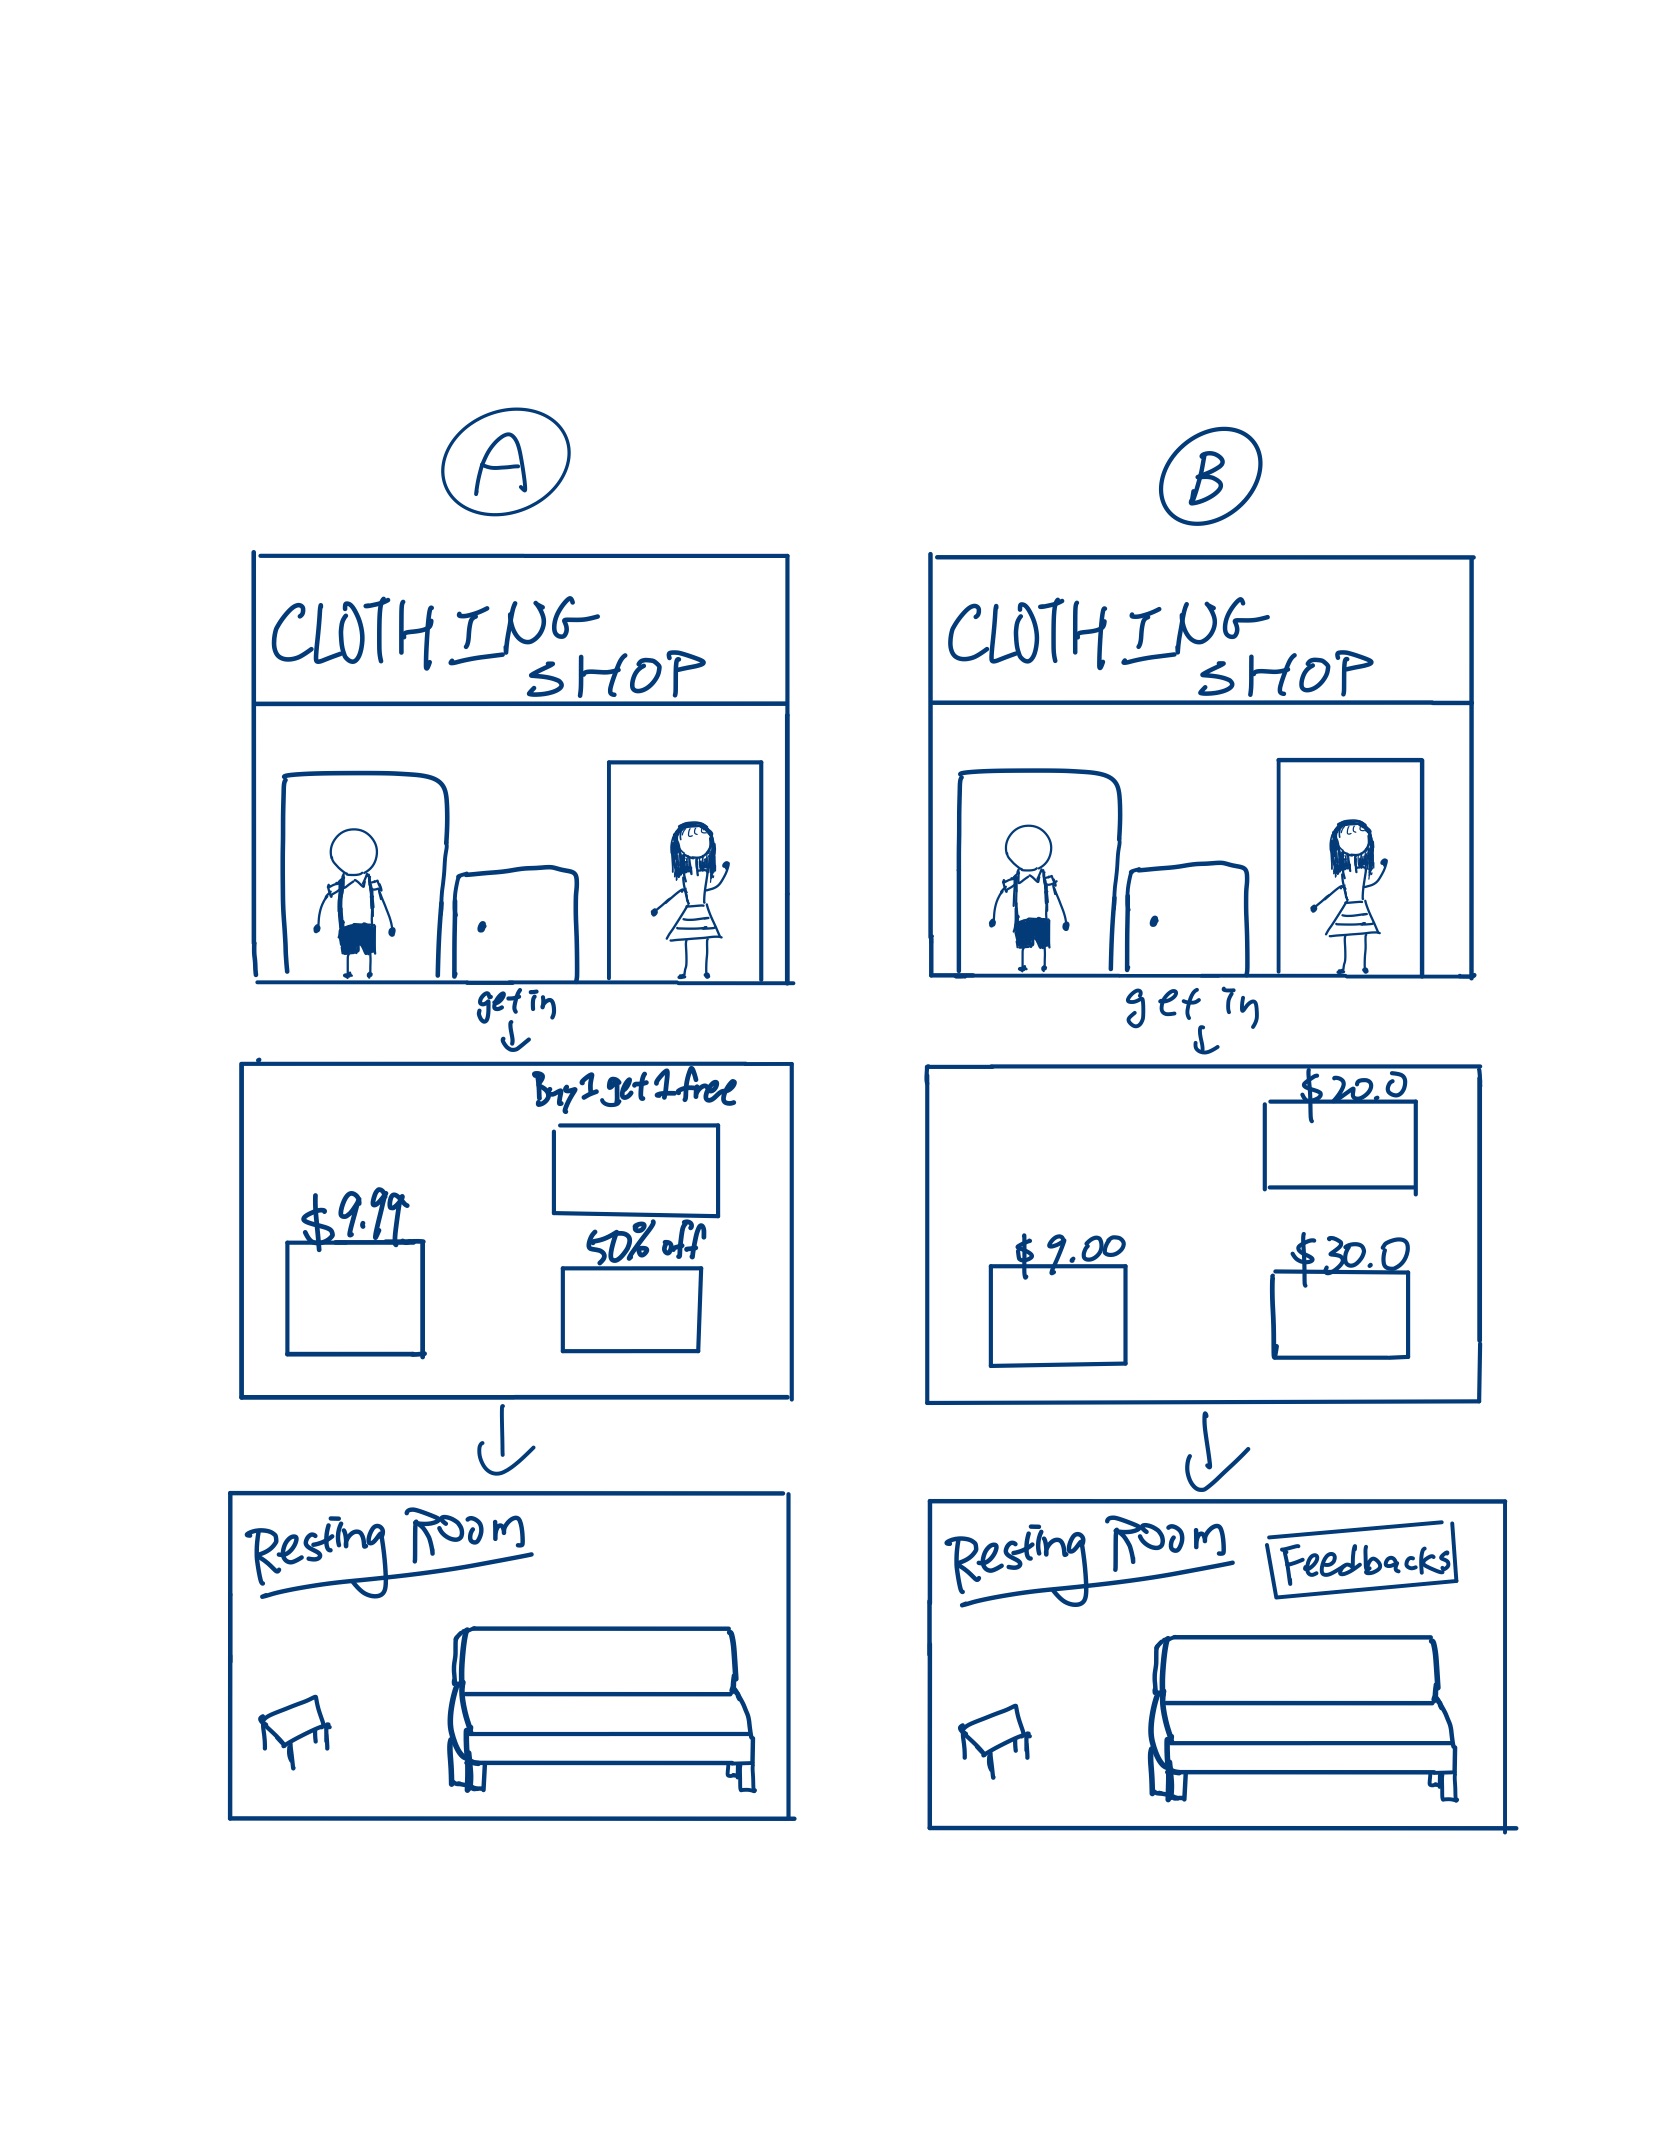 A
CLOTHING
SHOP
get in
Buy 1 get 1 free
$9.99
50% off
Resting Room
B
CLOTHING
SHOP
get in
$20.0
$9.00
$30.0
Resting Room
Feedbacks